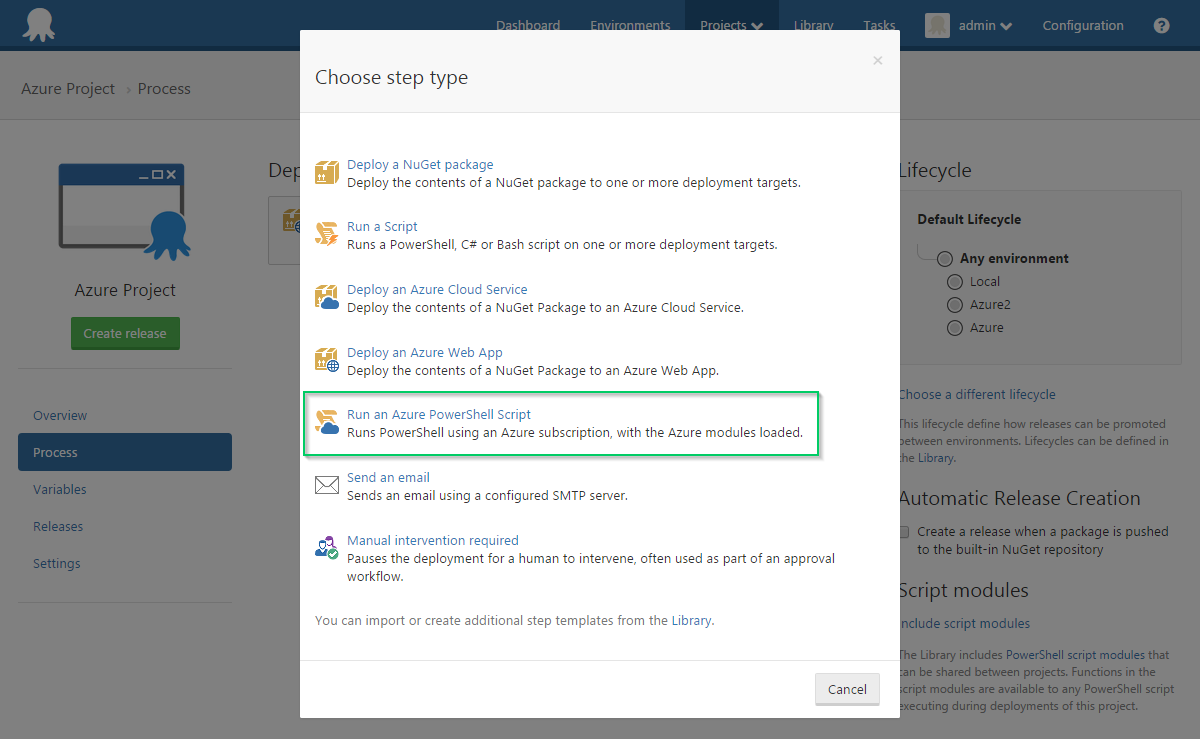 Dashboard Environments Projects Library Tasks admin Configuration ?
Azure Project › Process
Choose step type
×
Deploy a NuGet package
Deploy the contents of a NuGet package to one or more deployment targets.
Run a Script
Runs a PowerShell, C# or Bash script on one or more deployment targets.
Deploy an Azure Cloud Service
Deploy the contents of a NuGet Package to an Azure Cloud Service.
Deploy an Azure Web App
Deploy the contents of a NuGet Package to an Azure Web App.
Run an Azure PowerShell Script
Runs PowerShell using an Azure subscription, with the Azure modules loaded.
Send an email
Sends an email using a configured SMTP server.
Manual intervention required
Pauses the deployment for a human to intervene, often used as part of an approval
workflow.
You can import or create additional step templates from the Library.
Cancel
Azure Project
Create release
Overview
Process
Variables
Releases
Settings
Dep
Lifecycle
Default Lifecycle
Any environment
Local
Azure2
Azure
Choose a different lifecycle
This lifecycle define how releases can be promoted
between environments. Lifecycles can be defined in
the Library.
Automatic Release Creation
Create a release when a package is pushed
to the built-in NuGet repository
Script modules
Include script modules
The Library includes PowerShell script modules that
can be shared between projects. Functions in the
script modules are available to any PowerShell script
executing during deployments of this project.